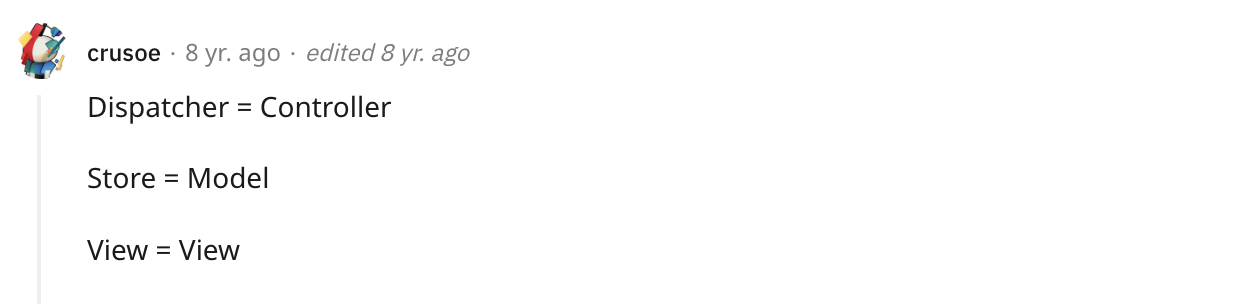 crusoe · 8 yr. ago · edited 8 yr. ago
Dispatcher = Controller
Store = Model
View = View